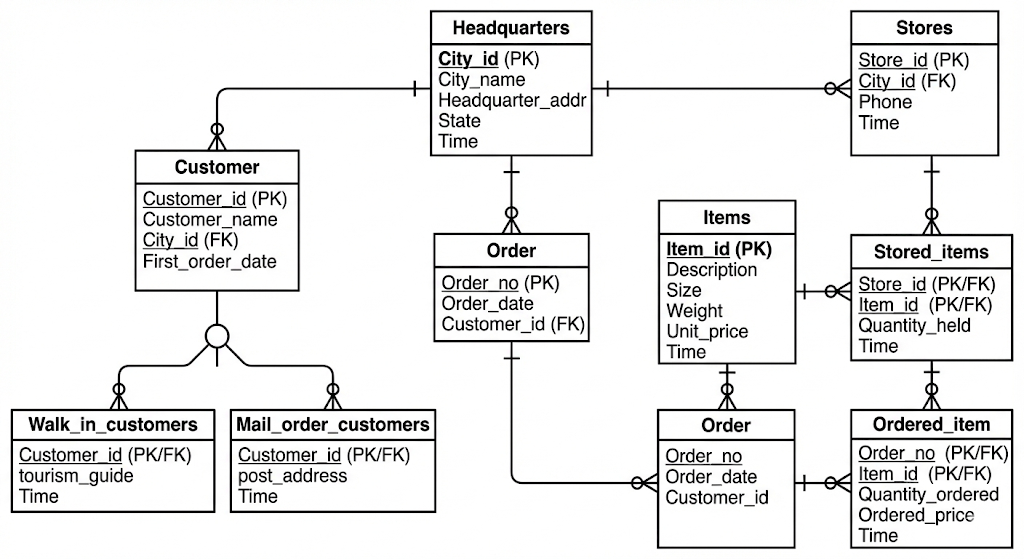 Headquarters
City_id (PK)
City_name
Headquarter_addr
State
Time
Stores
Store_id (PK)
City_id (FK)
Phone
Time
Customer
Customer_id (PK)
Customer_name
City_id (FK)
First_order_date
Order
Order_no (PK)
Order_date
Customer_id (FK)
Items
Item_id (PK)
Description
Size
Weight
Unit_price
Time
Stored_items
Store_id (PK/FK)
Item_id (PK/FK)
Quantity_held
Time
Walk_in_customers
Customer_id (PK/FK)
tourism_guide
Time
Mail_order_customers
Customer_id (PK/FK)
post_address
Time
Order
Order_no
Order_date
Customer_id
Ordered_item
Order_no (PK/FK)
Item_id (PK/FK)
Quantity_ordered
Ordered_price
Time